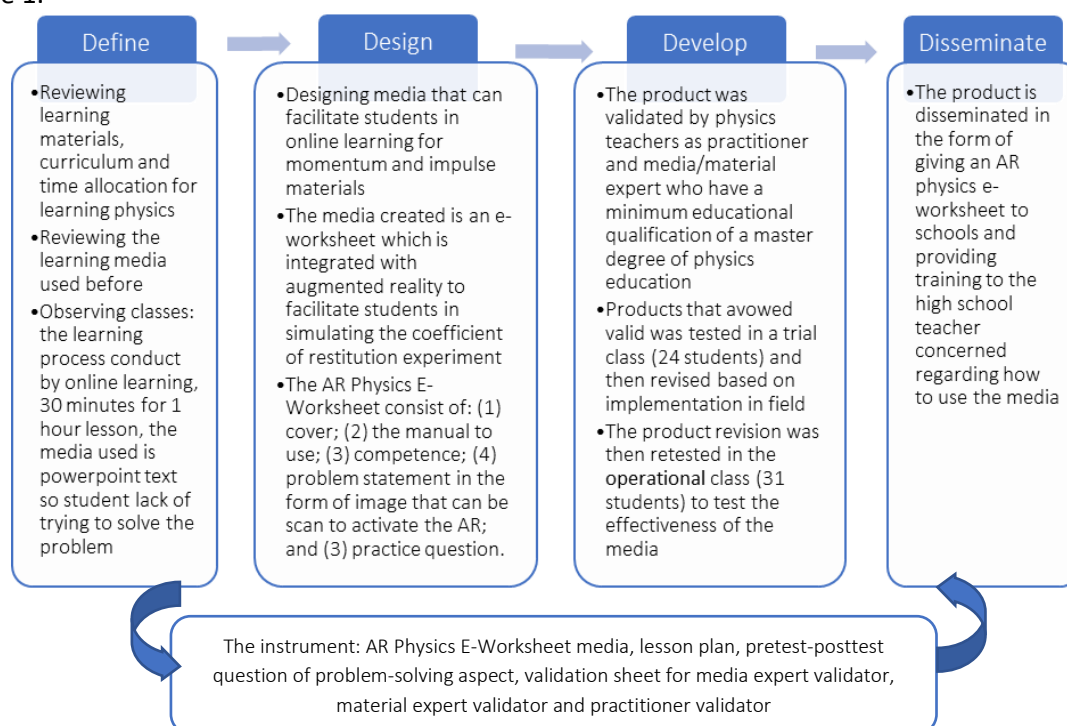 Define
•Reviewing
learning
materials,
curriculum and
time allocation for
learning physics
•Reviewing the
learning media
used before
•Observing classes:
the learning
process conduct
by online learning,
30 minutes for 1
hour lesson, the
media used is
powerpoint text
so student lack of
trying to solve the
problem
Design
•Designing media that can
facilitate students in
online learning for
momentum and impulse
materials
•The media created is an e-
worksheet which is
integrated with
augmented reality to
facilitate students in
simulating the coefficient
of restitution experiment
•The AR Physics E-
Worksheet consist of: (1)
cover; (2) the manual to
use; (3) competence; (4)
problem statement in the
form of image that can be
scan to activate the AR;
and (3) practice question.
Develop
•The product was
validated by physics
teachers as practitioner
and media/material
expert who have a
minimum educational
qualification of a master
degree of physics
education
•Products that avowed
valid was tested in a trial
class (24 students) and
then revised based on
implementation in field
•The product revision was
then retested in the
operational class (31
students) to test the
effectiveness of the
media
Disseminate
•The product is
disseminated in
the form of
giving an AR
physics e-
worksheet to
schools and
providing
training to the
high school
teacher
concerned
regarding how
to use the media
The instrument: AR Physics E-Worksheet media, lesson plan, pretest-posttest
question of problem-solving aspect, validation sheet for media expert validator,
material expert validator and practitioner validator